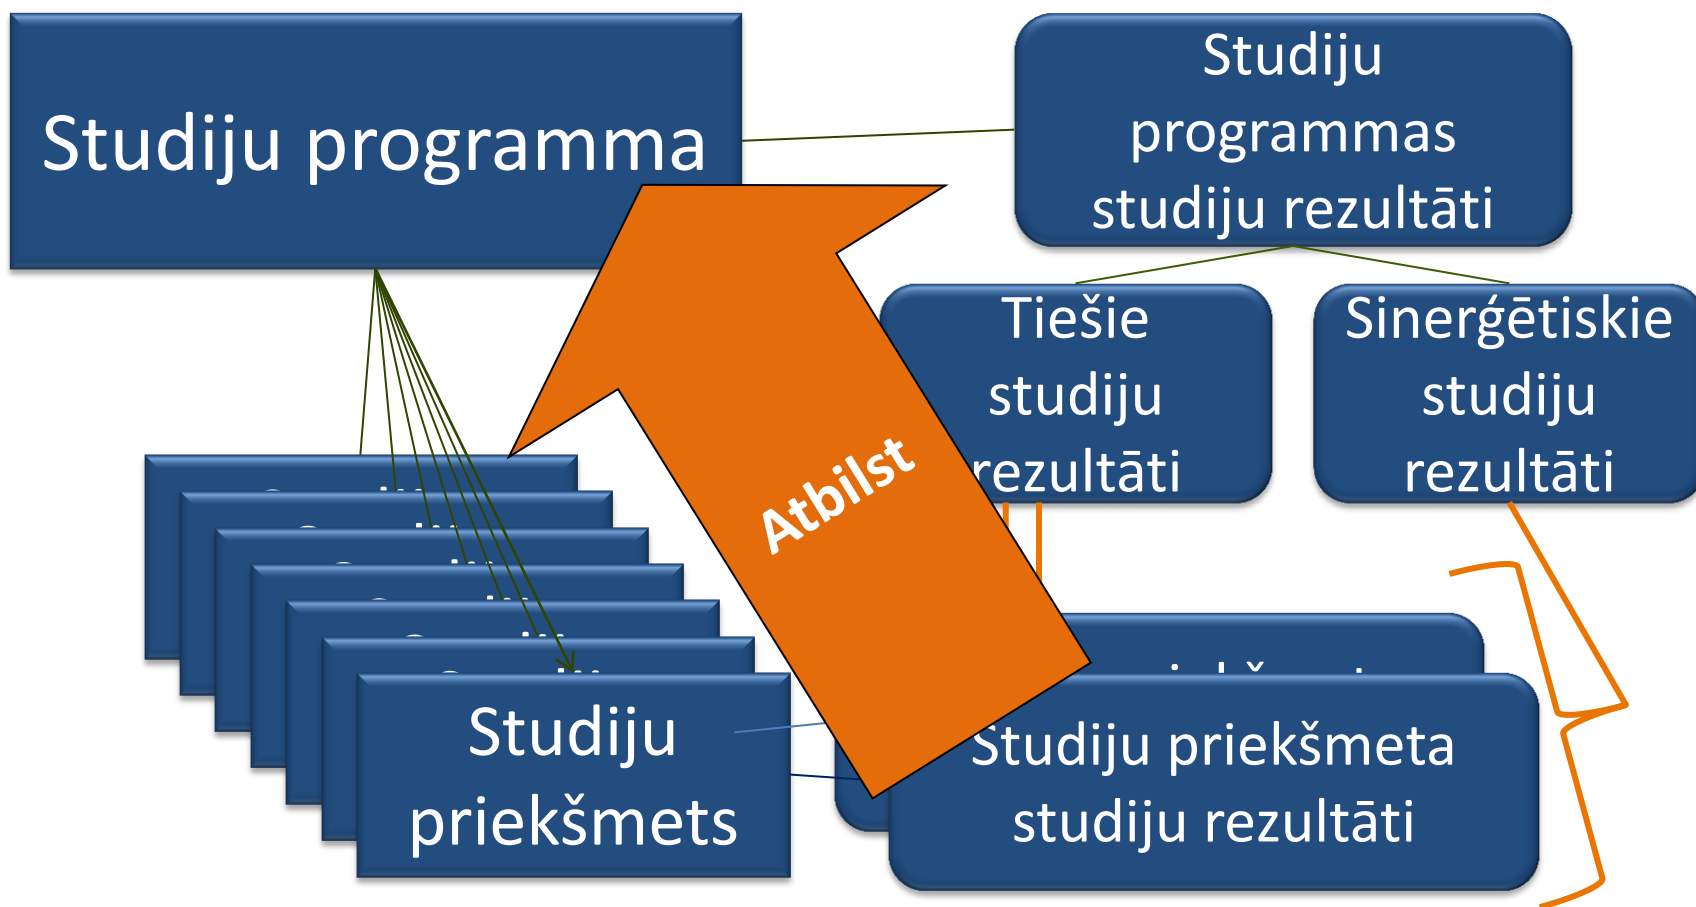 Studiju programma
Studiju
programmas
studiju rezultāti
Tiešie
studiju
rezultāti
Sinerģētiskie
studiju
rezultāti
Atbilst
Studiju
priekšmets
Studiju priekšmeta
studiju rezultāti